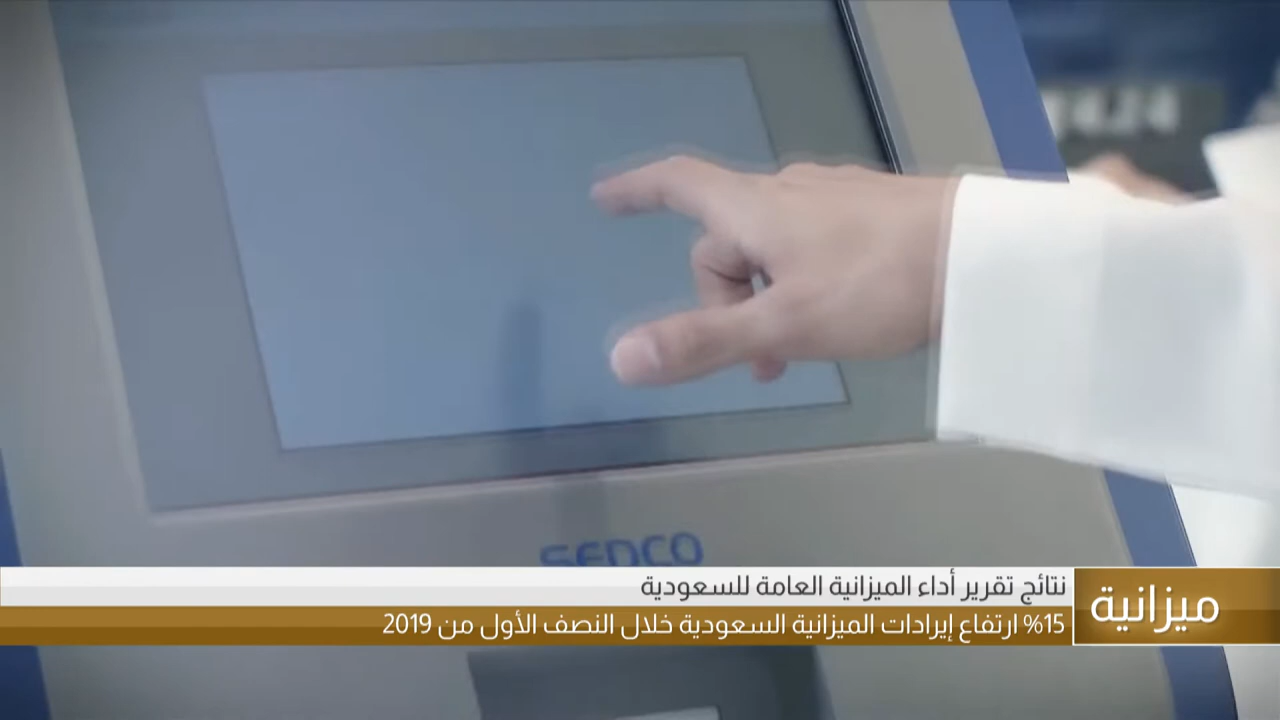 SEDCO
نتائج تقرير أداء الميزانية العامة للسعودية
ميزانية
15% ارتفاع إيرادات الميزانية السعودية خلال النصف الأول من 2019